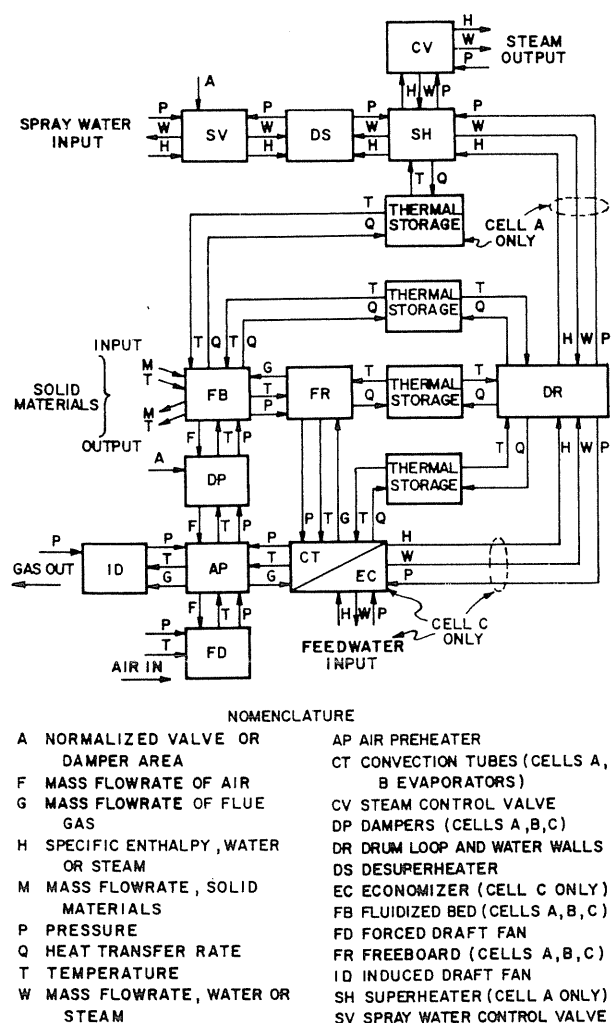 H
W
P
STEAM
OUTPUT
CV
A
H W P
SPRAY WATER
INPUT
P
W
H
SV
P
W
H
DS
P
W
H
SH
P
W
H
T Q
T
Q
THERMAL
STORAGE
CELL A
ONLY
T
Q
THERMAL
STORAGE
T
Q
T Q T Q
H W P
INPUT
SOLID
MATERIALS
OUTPUT
M
T
M
T
FB
G
T
P
FR
T
Q
THERMAL
STORAGE
T
Q
DR
F T P
A
DP
THERMAL
STORAGE
T Q
H W P
F T P
P T G T Q
P
GAS OUT
ID
P
T
G
AP
P
T
G
CT
EC
H
W
P
F T P
H W P
CELL C
ONLY
P
T
AIR IN
FD
FEEDWATER
INPUT
NOMENCLATURE
A NORMALIZED VALVE OR
DAMPER AREA
F MASS FLOWRATE OF AIR
G MASS FLOWRATE OF FLUE
GAS
H SPECIFIC ENTHALPY, WATER
OR STEAM
M MASS FLOWRATE, SOLID
MATERIALS
P PRESSURE
Q HEAT TRANSFER RATE
T TEMPERATURE
W MASS FLOWRATE, WATER OR
STEAM
AP AIR PREHEATER
CT CONVECTION TUBES (CELLS A,
B EVAPORATORS)
CV STEAM CONTROL VALVE
DP DAMPERS (CELLS A,B,C)
DR DRUM LOOP AND WATER WALLS
DS DESUPERHEATER
EC ECONOMIZER (CELL C ONLY)
FB FLUIDIZED BED (CELLS A,B,C)
FD FORCED DRAFT FAN
FR FREEBOARD (CELLS A,B,C)
ID INDUCED DRAFT FAN
SH SUPERHEATER (CELL A ONLY)
SV SPRAY WATER CONTROL VALVE